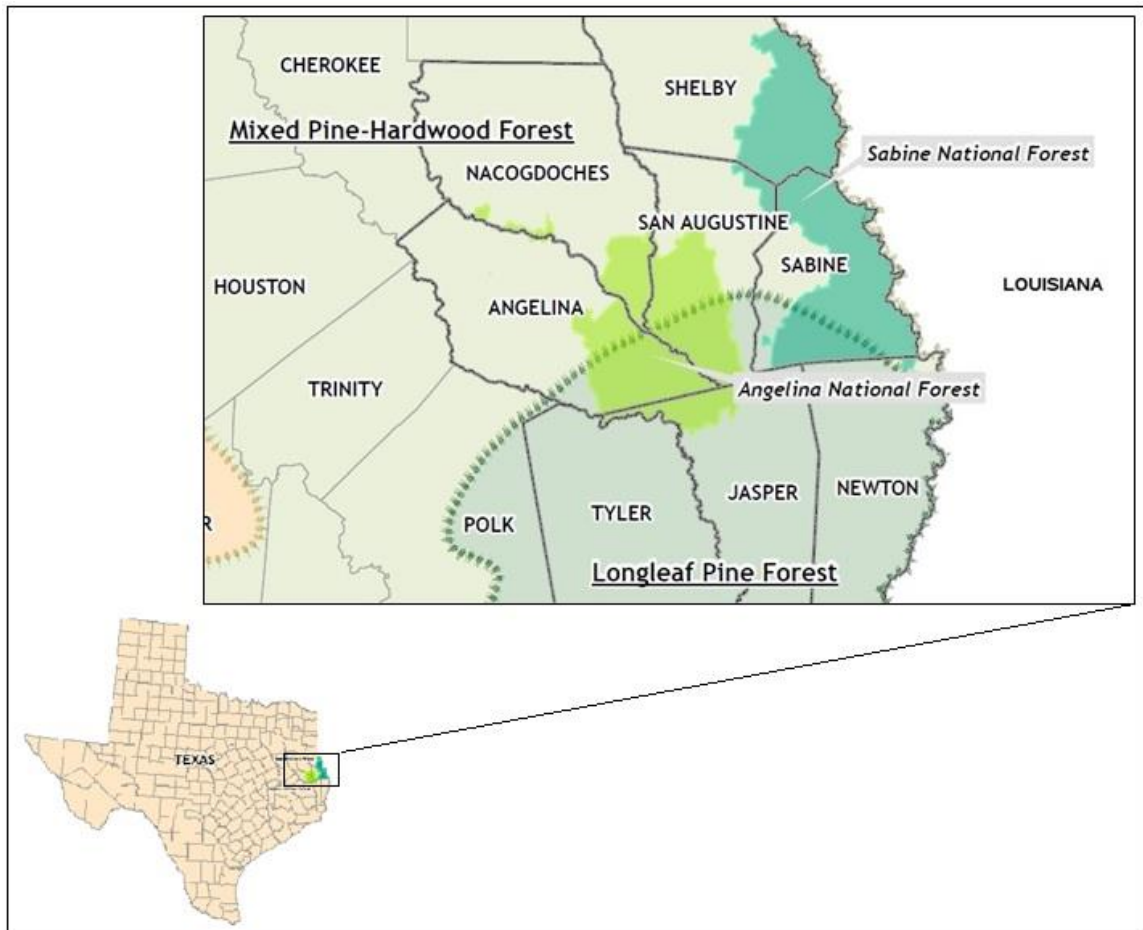 CHEROKEE
SHELBY
Mixed Pine-Hardwood Forest
Sabine National Forest
NACOGDOCHES
SAN AUGUSTINE
SABINE
HOUSTON
LOUISIANA
ANGELINA
TRINITY
Angelina National Forest
JASPER
NEWTON
POLK
TYLER
R
Longleaf Pine Forest
TEXAS